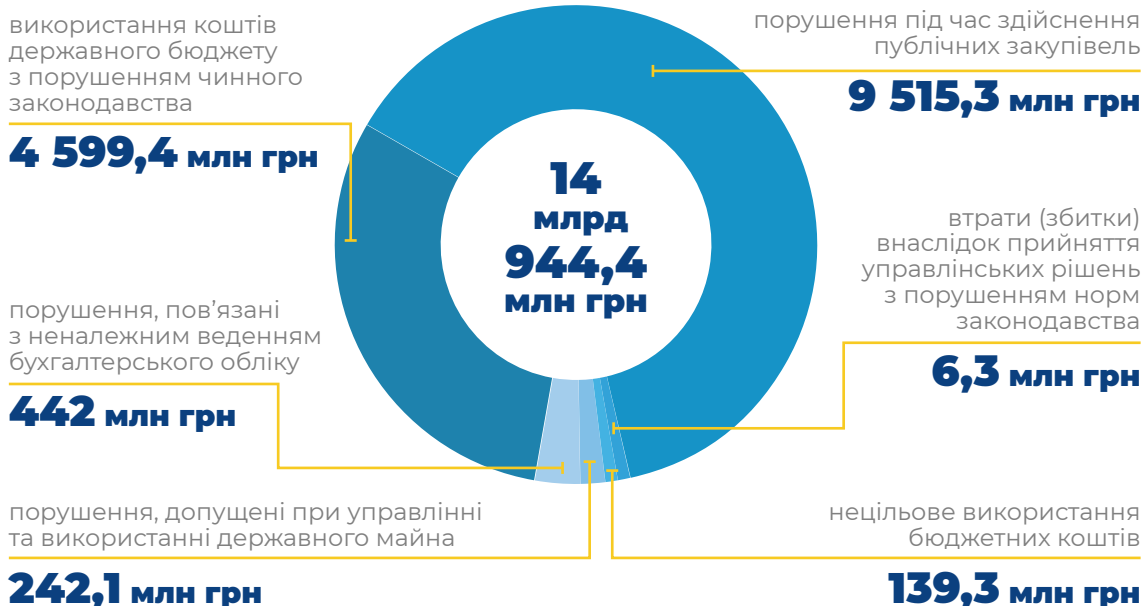 використання коштів
державного бюджету
з порушенням чинного
законодавства
4 599,4 млн грн
порушення, пов’язані
з неналежним веденням
бухгалтерського обліку
442 млн грн
порушення, допущені при управлінні
та використанні державного майна
242,1 млн грн
14
млрд
944,4
млн грн
порушення під час здійснення
публічних закупівель
9 515,3 млн грн
втрати (збитки)
внаслідок прийняття
управлінських рішень
з порушенням норм
законодавства
6,3 млн грн
нецільове використання
бюджетних коштів
139,3 млн грн